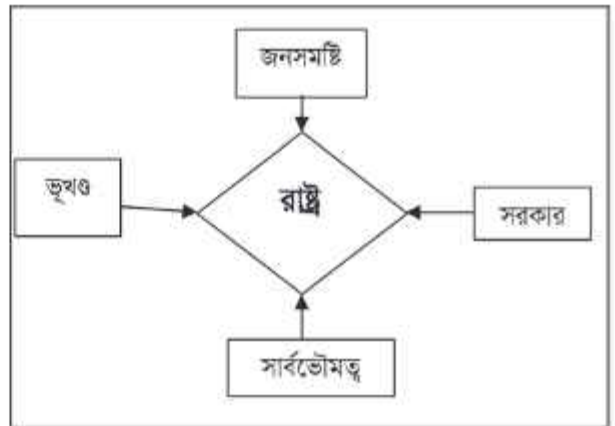 জনসমষ্টি
ভূখণ্ড
রাষ্ট্র
সরকার
সার্বভৌমত্ব